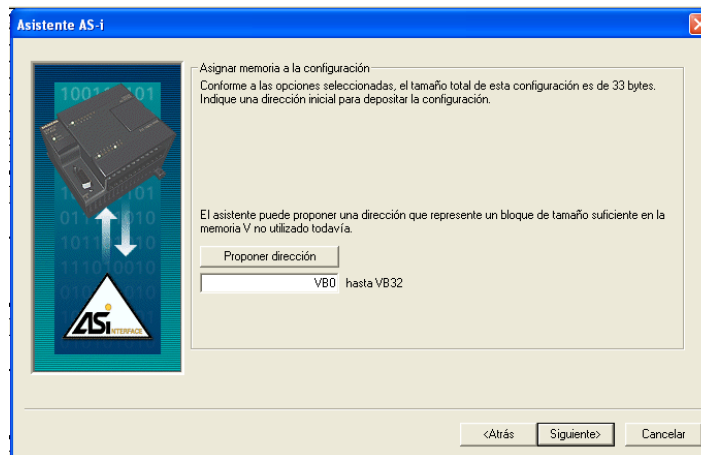 Asistente AS-i
Asignar memoria a la configuración
Conforme a las opciones seleccionadas, el tamaño total de esta configuración es de 33 bytes.
Indique una dirección inicial para depositar la configuración.
El asistente puede proponer una dirección que represente un bloque de tamaño suficiente en la
memoria V no utilizado todavía.
Proponer dirección
VB0 hasta VB32
ASi INTERFACE
<Atrás Siguiente> Cancelar